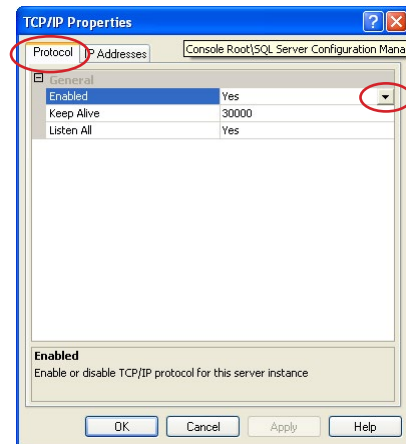 TCP/IP Properties
Protocol IP Addresses
Console Root\SQL Server Configuration Mana
General
Enabled Yes
Keep Alive 30000
Listen All Yes
Enabled
Enable or disable TCP/IP protocol for this server instance
OK Cancel Apply Help